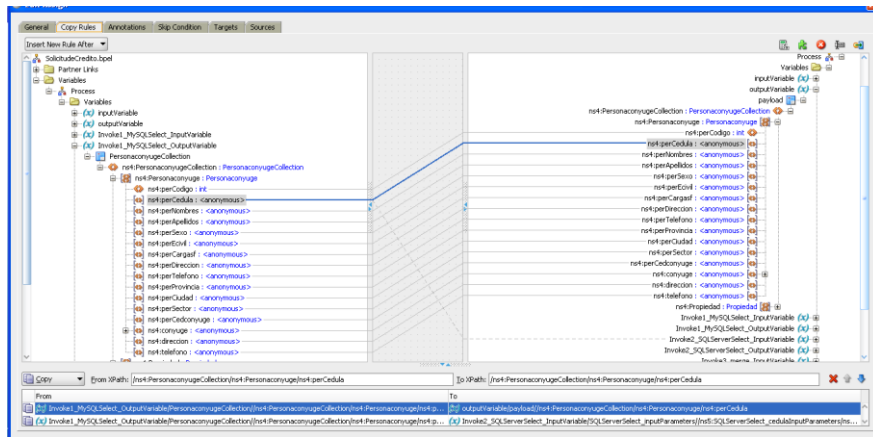 General Copy Rules Annotations Skip Condition Targets Sources
Insert New Rule After
SolicitudeCredito.bpel
Partner Links
Variables
Process
Variables
inputVariable
outputVariable
Invoke1_MySQLSelect_InputVariable
Invoke1_MySQLSelect_OutputVariable
PersonaconyugeCollection
ns4:PersonaconyugeCollection : PersonaconyugeCollection
ns4:Personaconyuge : Personaconyuge
ns4:perCodigo : int
ns4:perCedula : <anonymous>
ns4:perNombres : <anonymous>
ns4:perApellidos : <anonymous>
ns4:perSexo : <anonymous>
ns4:perEcivil : <anonymous>
ns4:perCargasf : <anonymous>
ns4:perDireccion : <anonymous>
ns4:perTelefono : <anonymous>
ns4:perProvincia : <anonymous>
ns4:perCiudad : <anonymous>
ns4:perSector : <anonymous>
ns4:perCedconyuge : <anonymous>
ns4:conyuge : <anonymous>
ns4:direccion : <anonymous>
ns4:telefono : <anonymous>
Process
Variables
inputVariable
outputVariable
payload
ns4:PersonaconyugeCollection : PersonaconyugeCollection
ns4:Personaconyuge : Personaconyuge
ns4:perCodigo : int
ns4:perCedula : <anonymous>
ns4:perNombres : <anonymous>
ns4:perApellidos : <anonymous>
ns4:perSexo : <anonymous>
ns4:perEcivil : <anonymous>
ns4:perCargasf : <anonymous>
ns4:perDireccion : <anonymous>
ns4:perTelefono : <anonymous>
ns4:perProvincia : <anonymous>
ns4:perCiudad : <anonymous>
ns4:perSector : <anonymous>
ns4:perCedconyuge : <anonymous>
ns4:conyuge : <anonymous>
ns4:direccion : <anonymous>
ns4:telefono : <anonymous>
ns4:Propiedad : Propiedad
Invoke1_MySQLSelect_InputVariable
Invoke1_MySQLSelect_OutputVariable
Invoke2_SQLServerSelect_InputVariable
Invoke2_SQLServerSelect_OutputVariable
Invoke3_merge_InputVariable
Copy From XPath: /ns4:PersonaconyugeCollection/ns4:Personaconyuge/ns4:perCedula To XPath: /ns4:PersonaconyugeCollection/ns4:Personaconyuge/ns4:perCedula
From To
Invoke1_MySQLSelect_OutputVariable/PersonaconyugeCollection//ns4:PersonaconyugeCollection/ns4:Personaconyuge/ns4:p... outputVariable/payload//ns4:PersonaconyugeCollection/ns4:Personaconyuge/ns4:perCedula
Invoke1_MySQLSelect_OutputVariable/PersonaconyugeCollection//ns4:PersonaconyugeCollection/ns4:Personaconyuge/ns4:p... Invoke2_SQLServerSelect_InputVariable/SQLServerSelect_inputParameters//ns5:SQLServerSelect_cedulaInputParameters/ns...